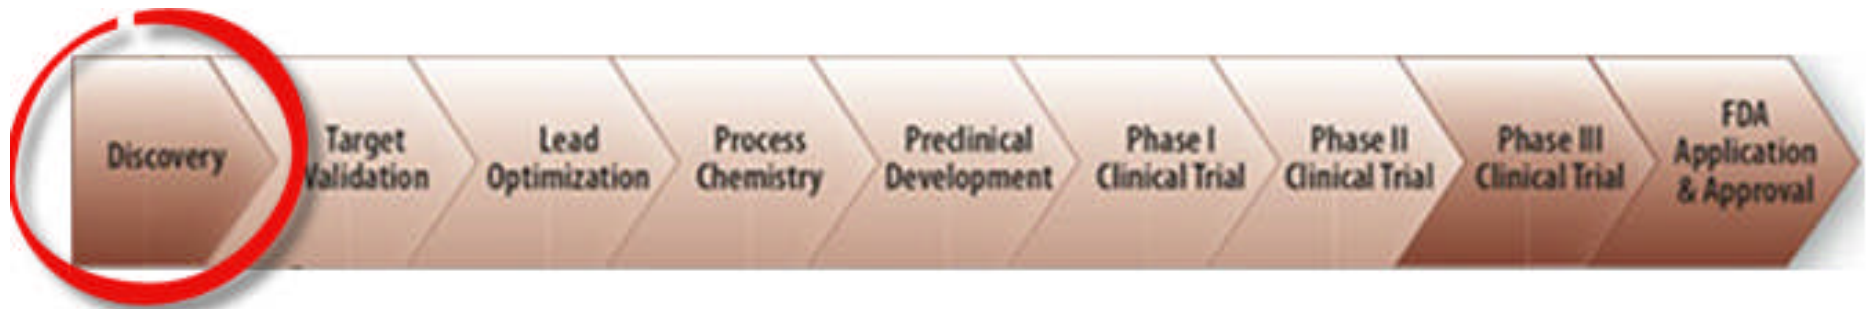 Discovery
Target
Validation
Lead
Optimization
Process
Chemistry
Preclinical
Development
Phase I
Clinical Trial
Phase II
Clinical Trial
Phase III
Clinical Trial
FDA
Application
& Approval